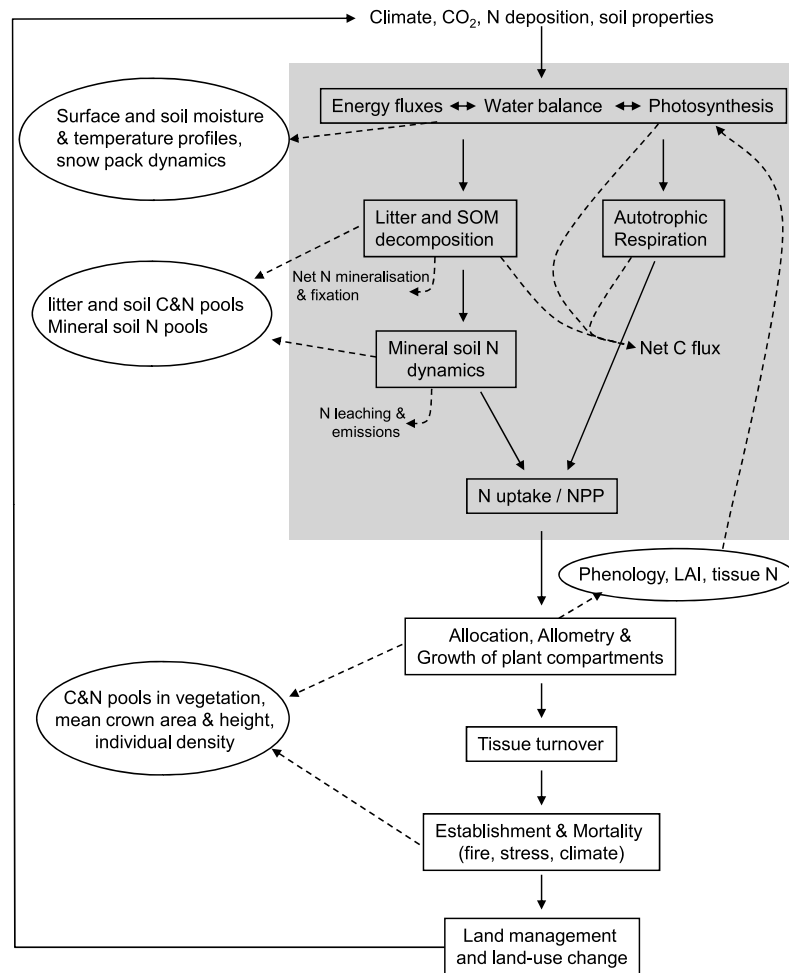 Climate, CO₂, N deposition, soil properties
Energy fluxes Water balance Photosynthesis
Surface and soil moisture
& temperature profiles,
snow pack dynamics
Litter and SOM
decomposition
Autotrophic
Respiration
Net N mineralisation
& fixation
litter and soil C&N pools
Mineral soil N pools
Mineral soil N
dynamics
Net C flux
N leaching &
emissions
N uptake / NPP
Phenology, LAI, tissue N
Allocation, Allometry &
Growth of plant compartments
C&N pools in vegetation,
mean crown area & height,
individual density
Tissue turnover
Establishment & Mortality
(fire, stress, climate)
Land management
and land-use change